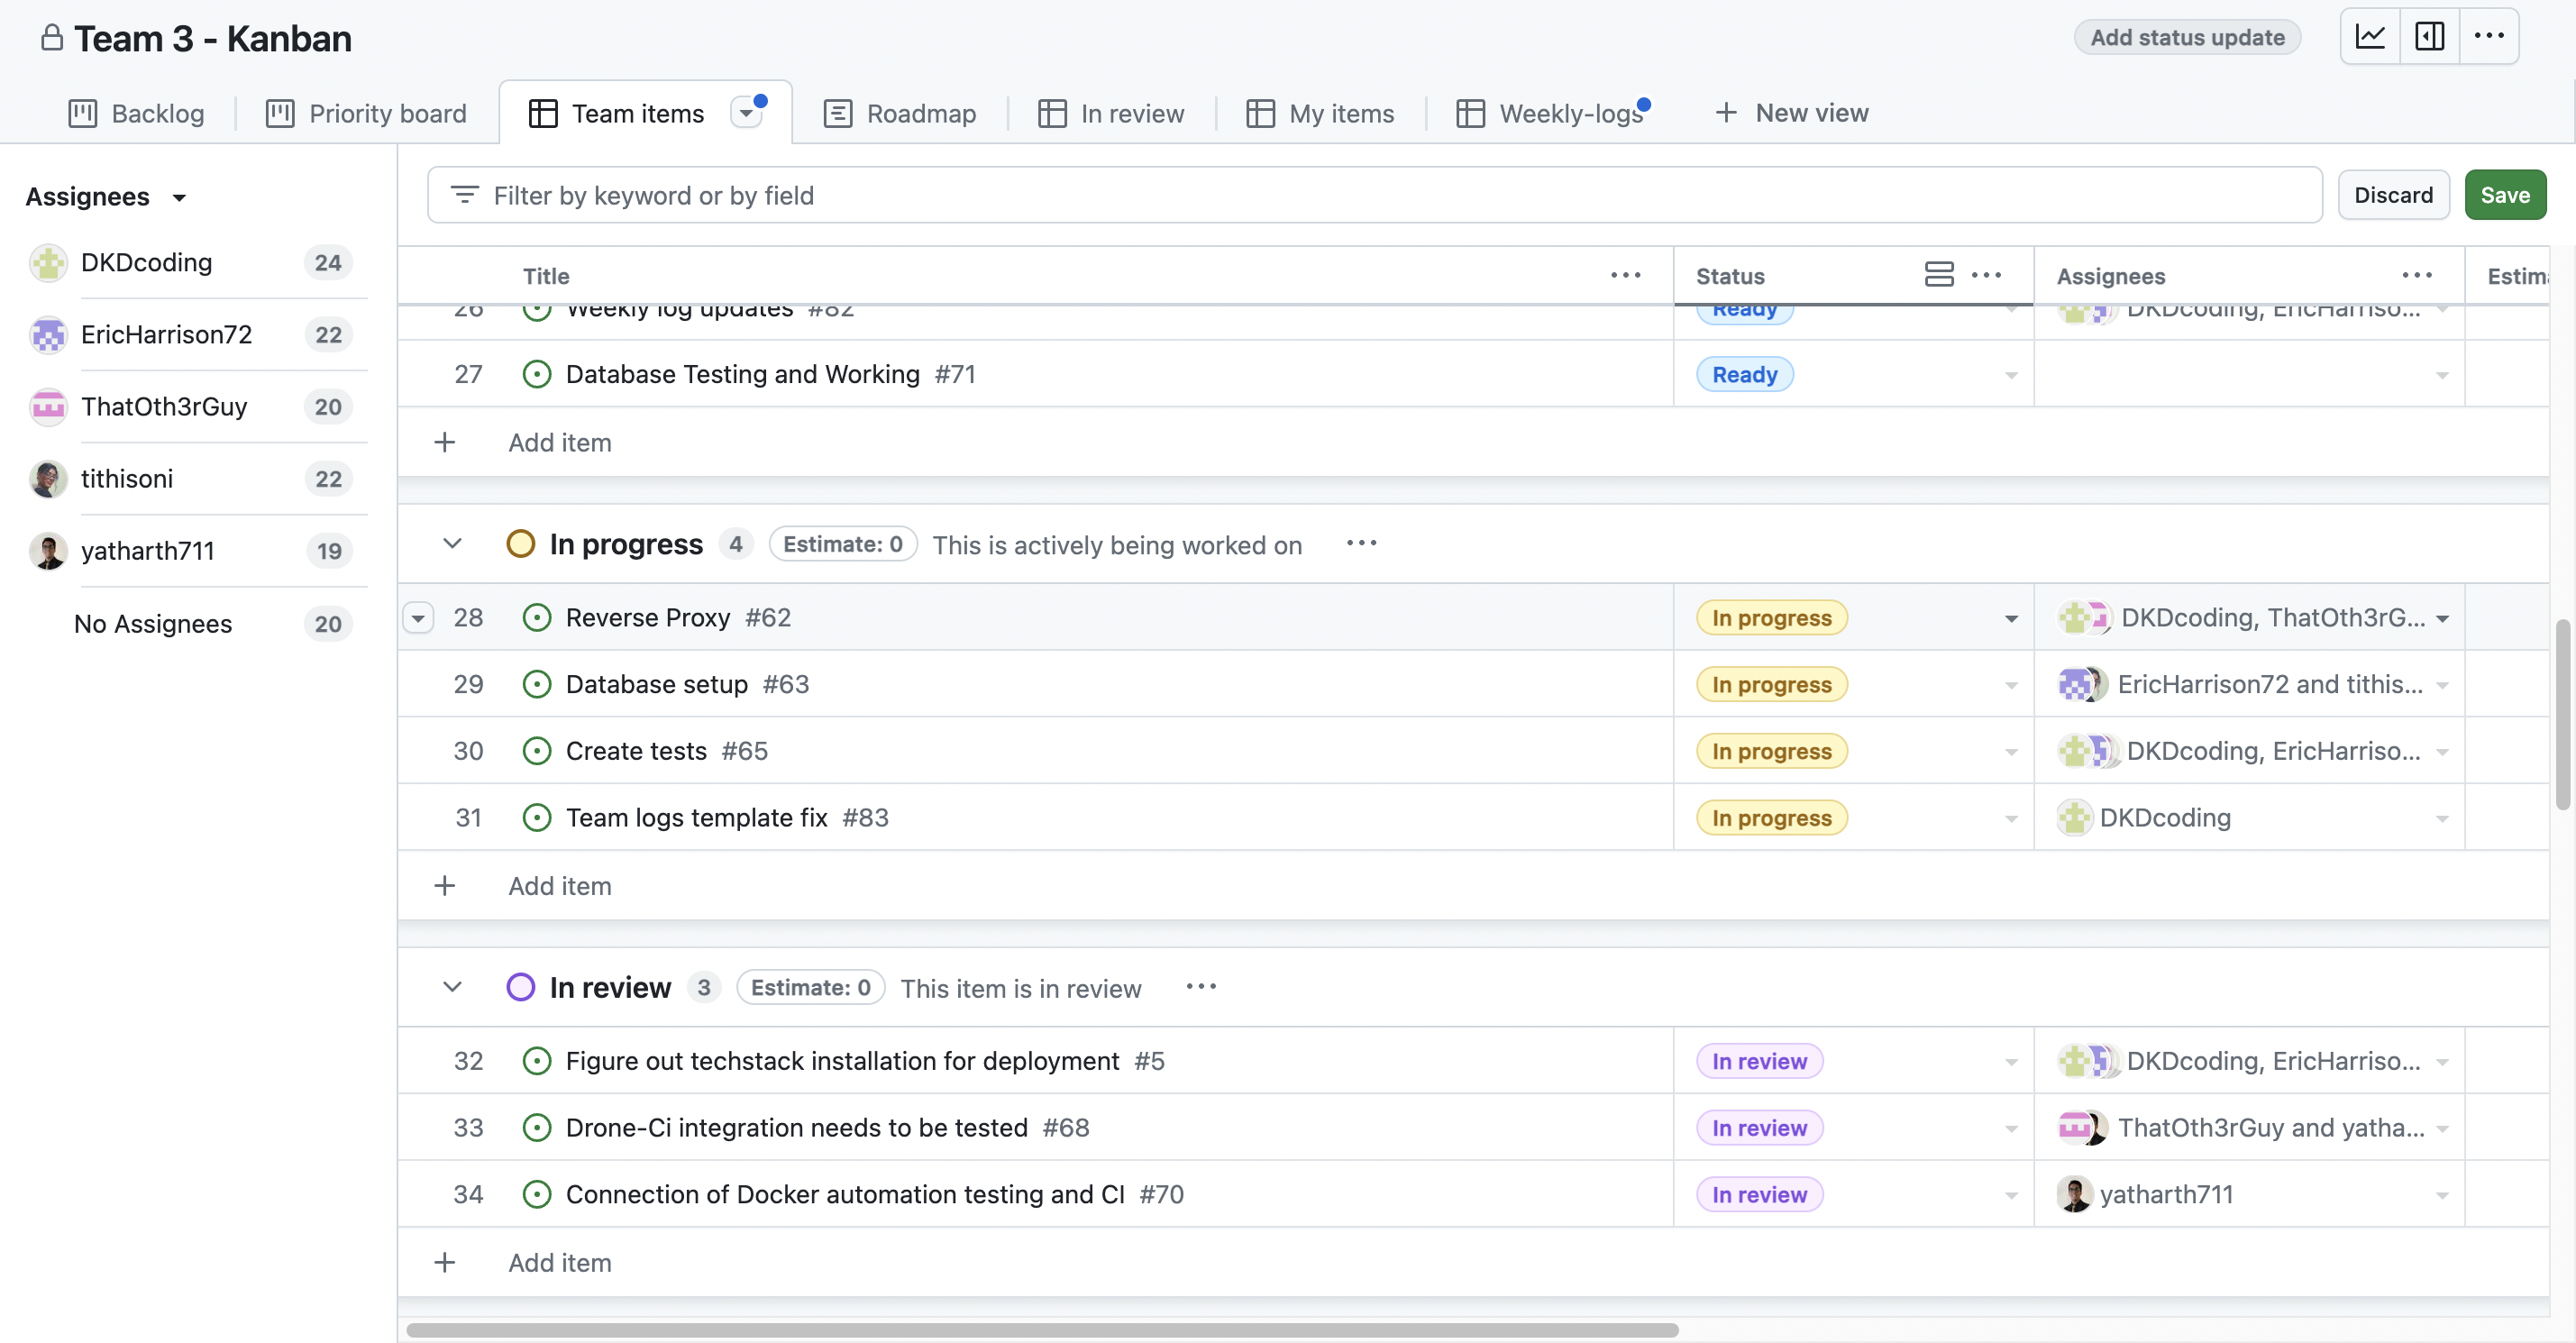 Team 3 - Kanban
Add status update
Backlog
Priority board
Team items
Roadmap
In review
My items
Weekly-logs
New view
Assignees
DKDcoding 24
EricHarrison72 22
ThatOth3rGuy 20
tithisoni 22
yatharth711 19
No Assignees 20
Filter by keyword or by field
Discard
Save
Title Status Assignees
26 Weekly log updates #82 Ready DKDcoding, EricHarriso...
27 Database Testing and Working #71 Ready
Add item
In progress 4 Estimate: 0 This is actively being worked on
28 Reverse Proxy #62 In progress DKDcoding, ThatOth3rG...
29 Database setup #63 In progress EricHarrison72 and tithis...
30 Create tests #65 In progress DKDcoding, EricHarriso...
31 Team logs template fix #83 In progress DKDcoding
Add item
In review 3 Estimate: 0 This item is in review
32 Figure out techstack installation for deployment #5 In review DKDcoding, EricHarriso...
33 Drone-Ci integration needs to be tested #68 In review ThatOth3rGuy and yatha...
34 Connection of Docker automation testing and CI #70 In review yatharth711
Add item